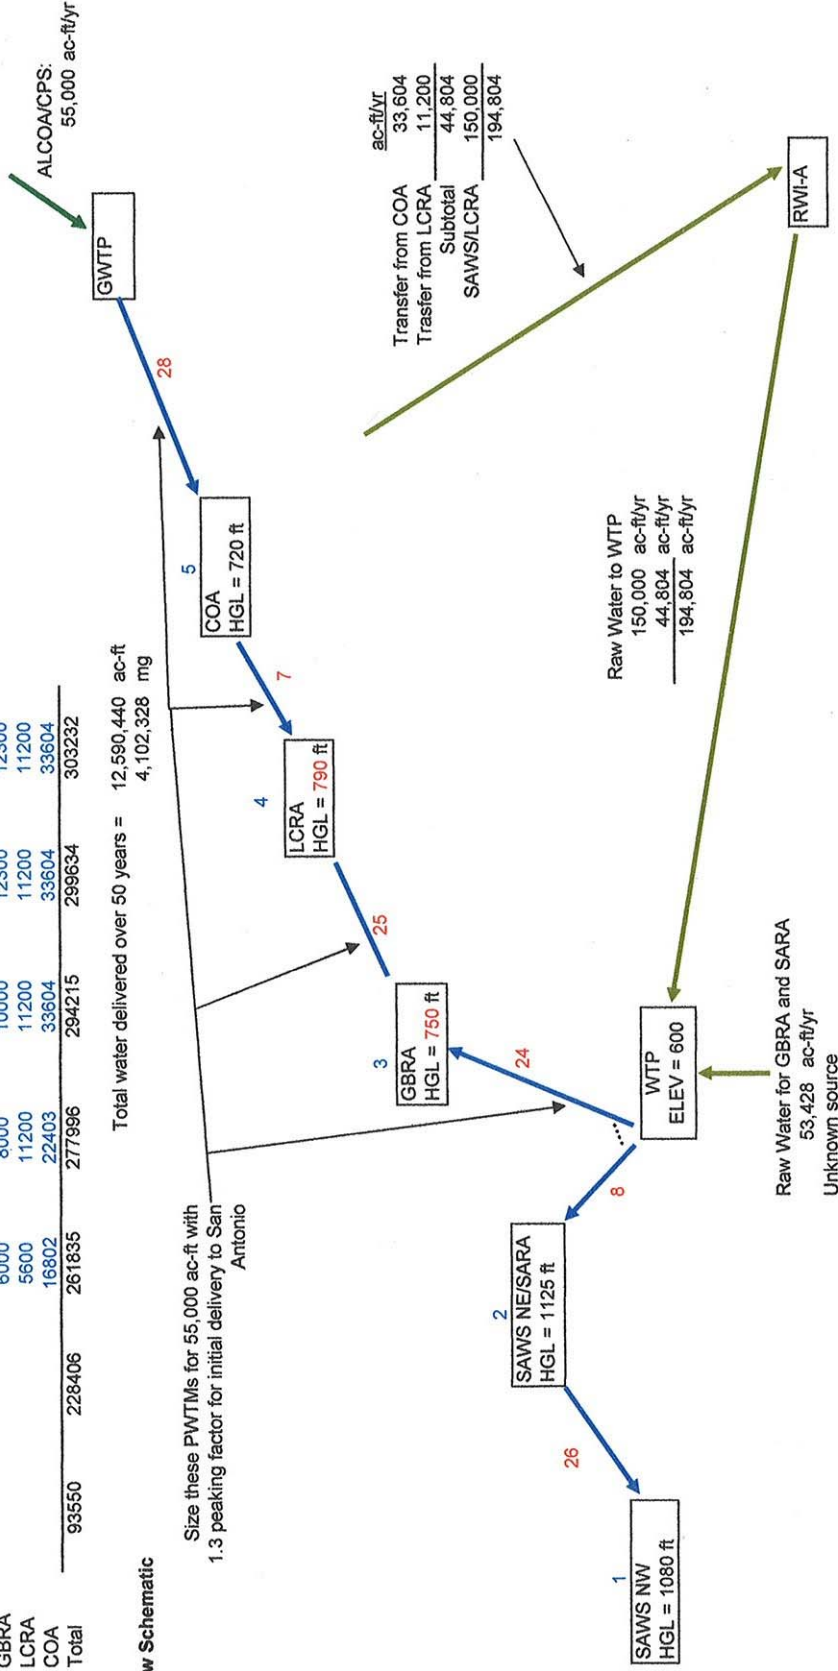 GBRA 6000 8000 10000 12300 12300
LCRA 5600 11200 11200 11200 11200
COA 16802 22403 33604 33604 33604
Total 93550 228406 261835 277996 294215 299634 303232
Total water delivered over 50 years = 12,590,440 ac-ft
4,102,328 mg
w Schematic
Size these PWTMs for 55,000 ac-ft with
1.3 peaking factor for initial delivery to San
Antonio
ALCOA/CPS:
55,000 ac-ft/yr
GWTP
28
5
COA
HGL = 720 ft
7
4
LCRA
HGL = 790 ft
25
3
GBRA
HGL = 750 ft
24
WTP
ELEV = 600
8
2
SAWS NE/SARA
HGL = 1125 ft
26
1
SAWS NW
HGL = 1080 ft
ac-ft/yr
Transfer from COA 33,604
Trasfer from LCRA 11,200
Subtotal 44,804
SAWS/LCRA 150,000
194,804
RWI-A
Raw Water to WTP
150,000 ac-ft/yr
44,804 ac-ft/yr
194,804 ac-ft/yr
Raw Water for GBRA and SARA
53,428 ac-ft/yr
Unknown source